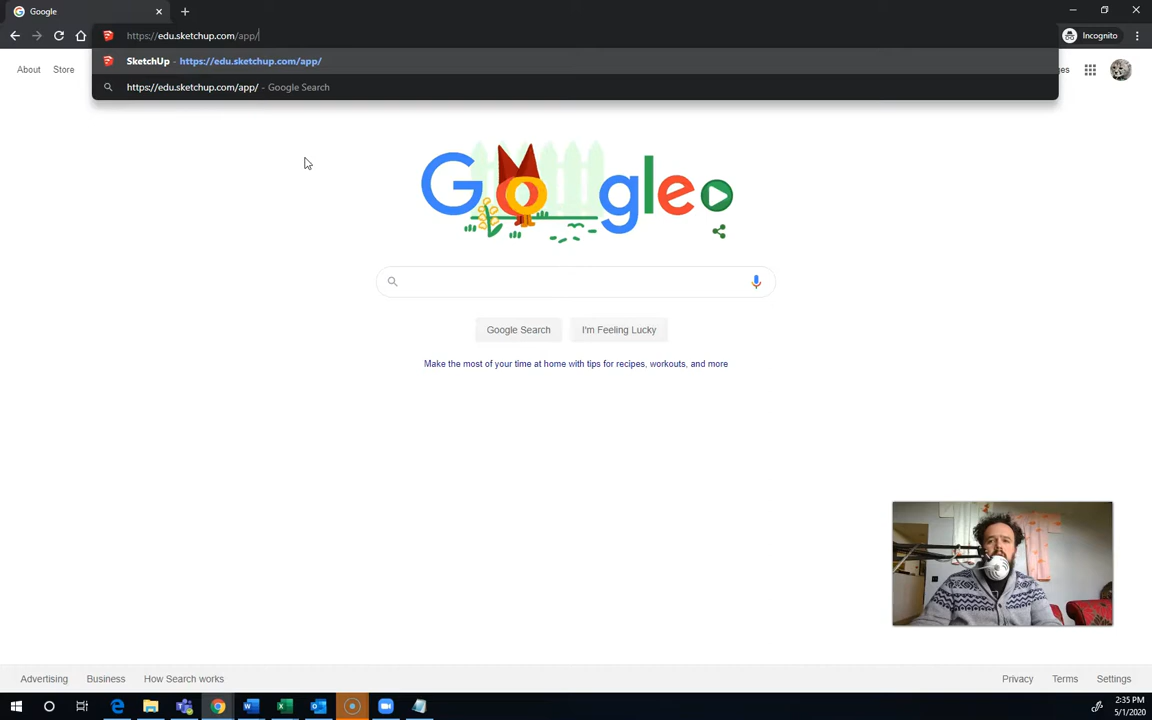 Google
https://edu.sketchup.com/app/
Incognito
SketchUp - https://edu.sketchup.com/app/
https://edu.sketchup.com/app/ - Google Search
About Store
Google
Google Search I'm Feeling Lucky
Make the most of your time at home with tips for recipes, workouts, and more
Advertising Business How Search works Privacy Terms Settings
2:35 PM
5/1/2020